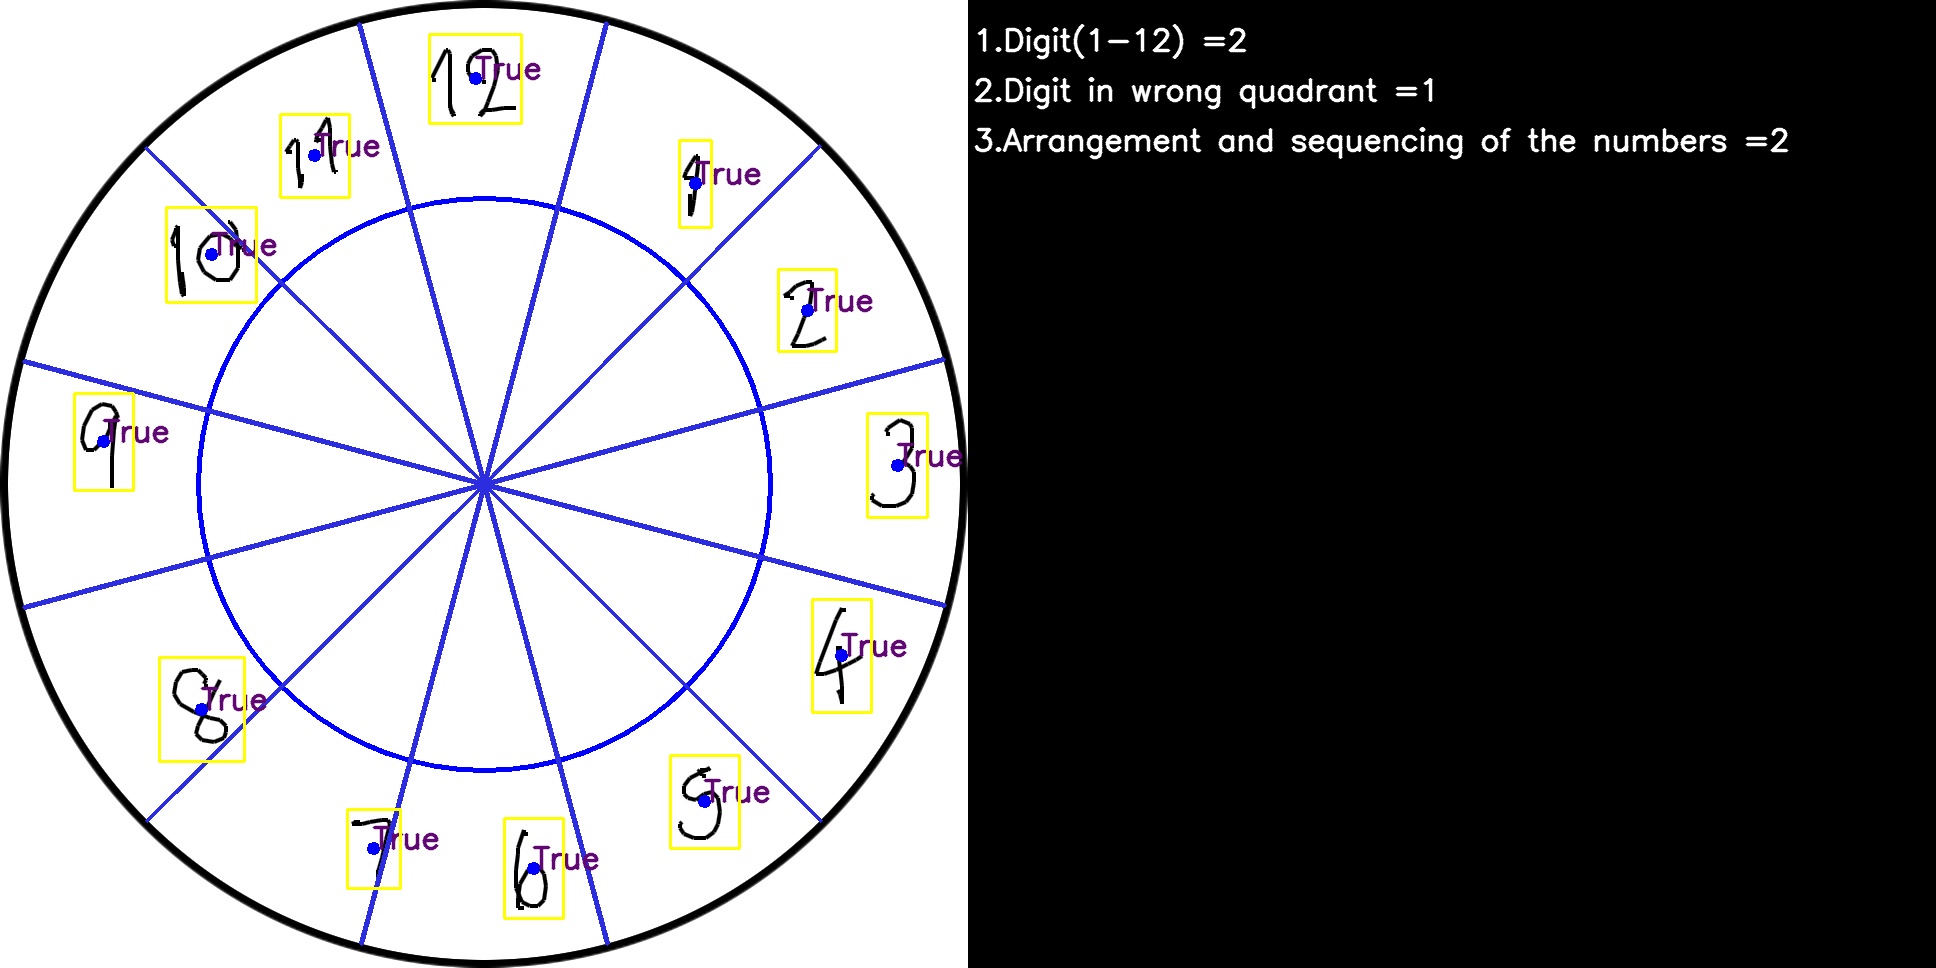 12 True
11 True
1 True
10 True
2 True
9 True
3 True
4 True
8 True
5 True
7 True
6 True
1.Digit(1-12) =2
2.Digit in wrong quadrant =1
3.Arrangement and sequencing of the numbers =2